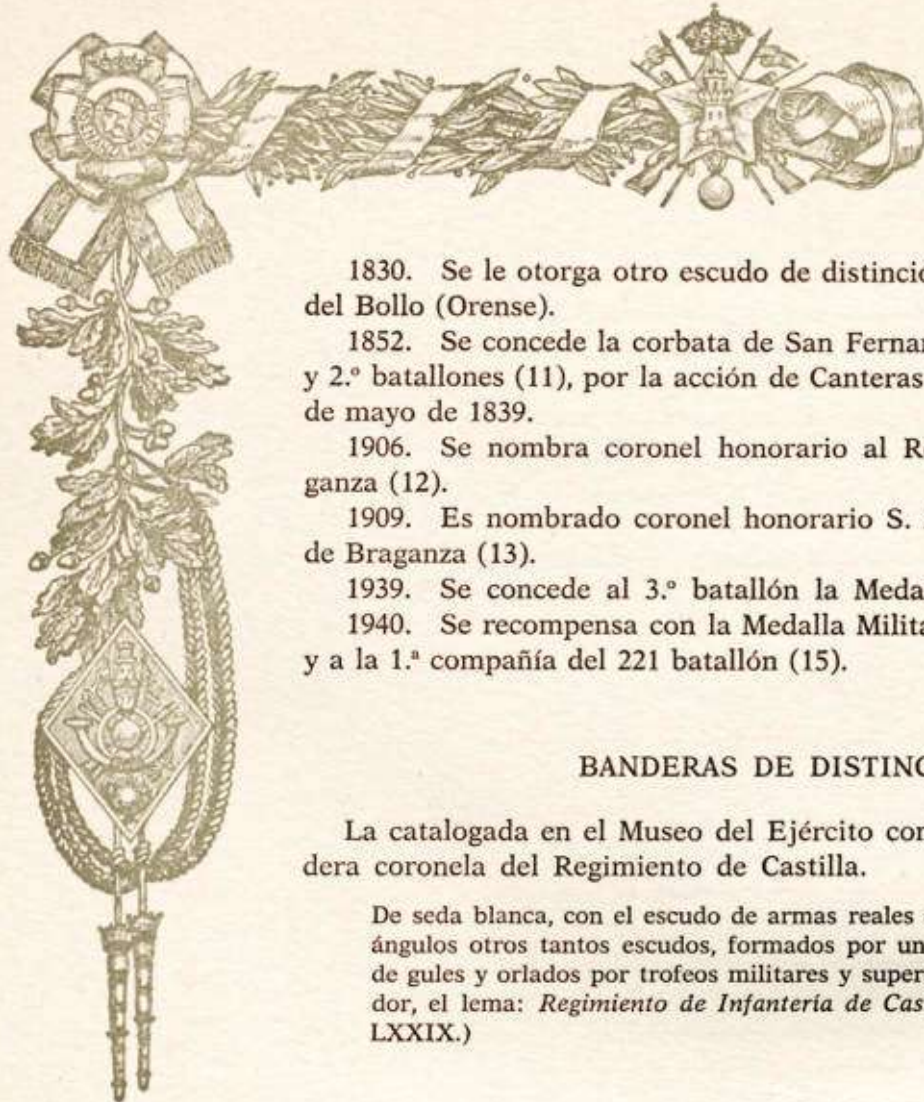 1830. Se le otorga otro escudo de distinció
del Bollo (Orense).
1852. Se concede la corbata de San Fernan
y 2.º batallones (11), por la acción de Canteras
de mayo de 1839.
1906. Se nombra coronel honorario al R
ganza (12).
1909. Es nombrado coronel honorario S.
de Braganza (13).
1939. Se concede al 3.º batallón la Meda
1940. Se recompensa con la Medalla Milita
y a la 1.ª compañía del 221 batallón (15).
BANDERAS DE DISTINC
La catalogada en el Museo del Ejército con
dera coronela del Regimiento de Castilla.
De seda blanca, con el escudo de armas reales
ángulos otros tantos escudos, formados por un
de gules y orlados por trofeos militares y super
dor, el lema: Regimiento de Infantería de Cas
LXXIX.)